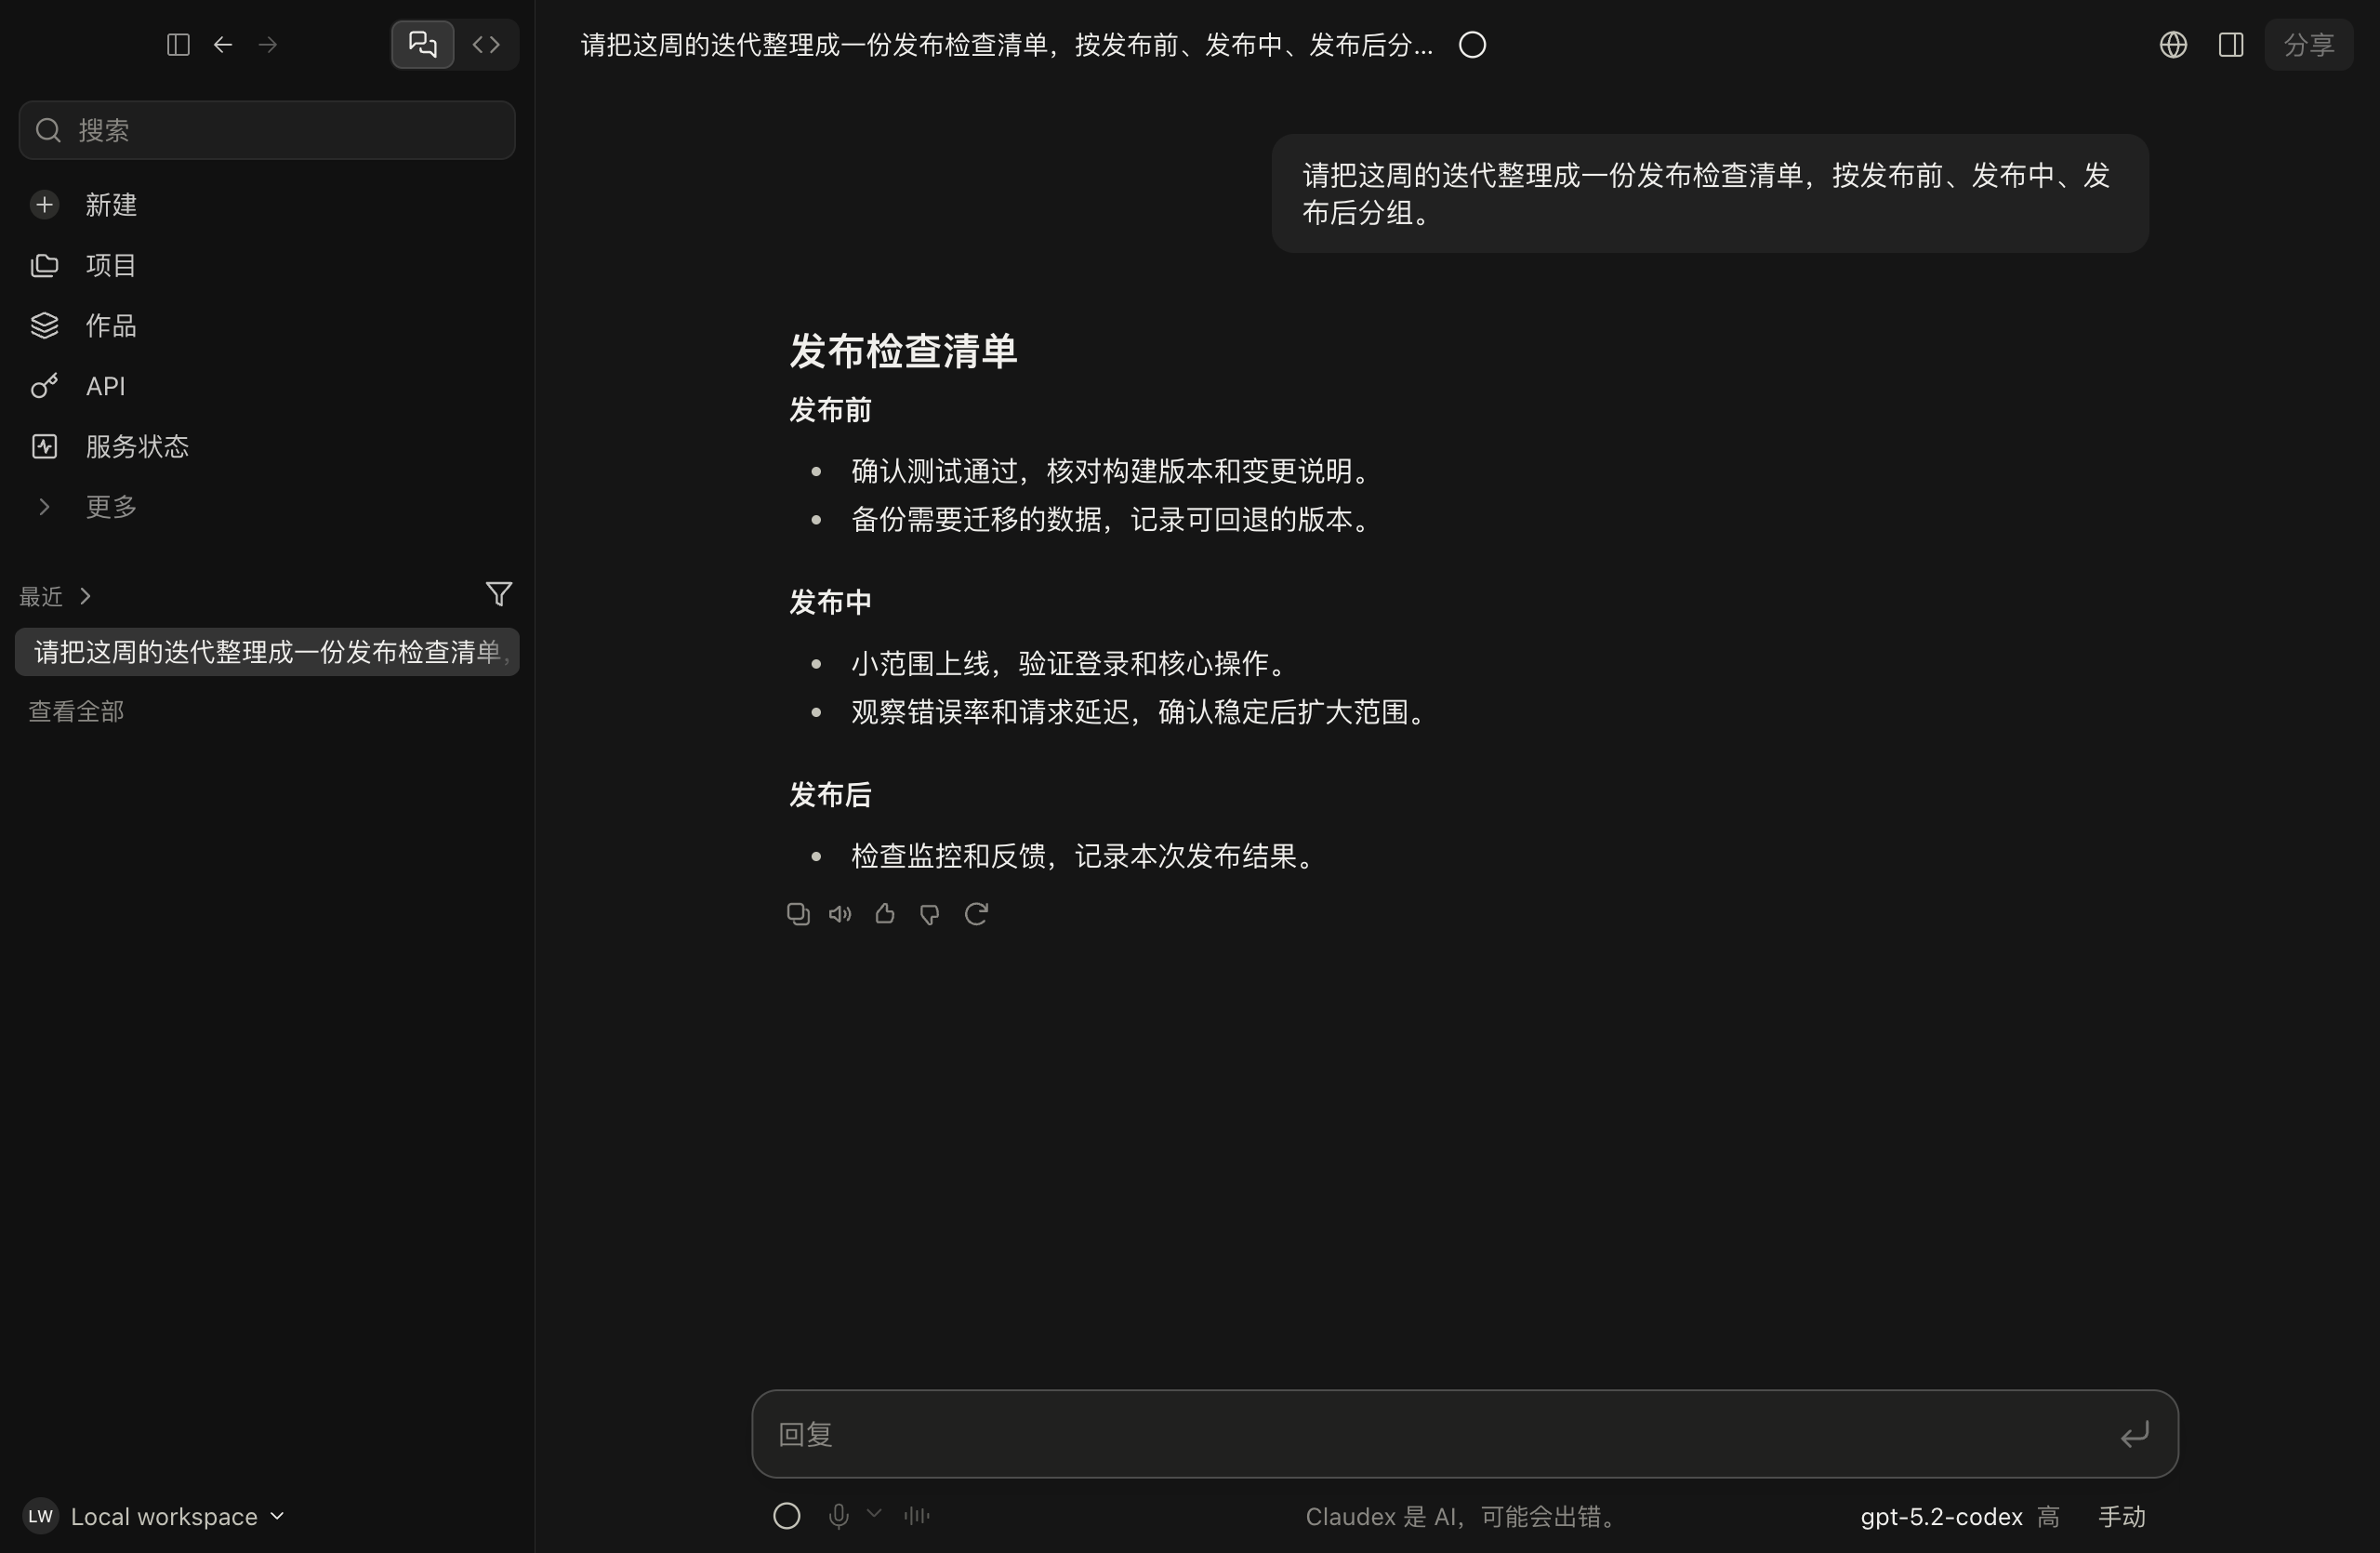 请把这周的迭代整理成一份发布检查清单，按发布前、发布中、发布后分...
分享
搜索
新建
项目
作品
API
服务状态
更多
最近
请把这周的迭代整理成一份发布检查清单，
查看全部
LW Local workspace
请把这周的迭代整理成一份发布检查清单，按发布前、发布中、发
布后分组。
发布检查清单
发布前
确认测试通过，核对构建版本和变更说明。
备份需要迁移的数据，记录可回退的版本。
发布中
小范围上线，验证登录和核心操作。
观察错误率和请求延迟，确认稳定后扩大范围。
发布后
检查监控和反馈，记录本次发布结果。
回复
Claudex 是 AI，可能会出错。
gpt-5.2-codex 高 手动